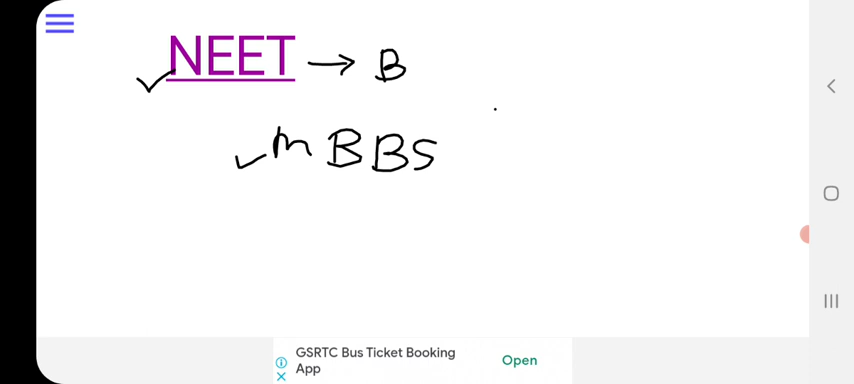 NEET → B
mBBS
GSRTC Bus Ticket Booking
App
Open